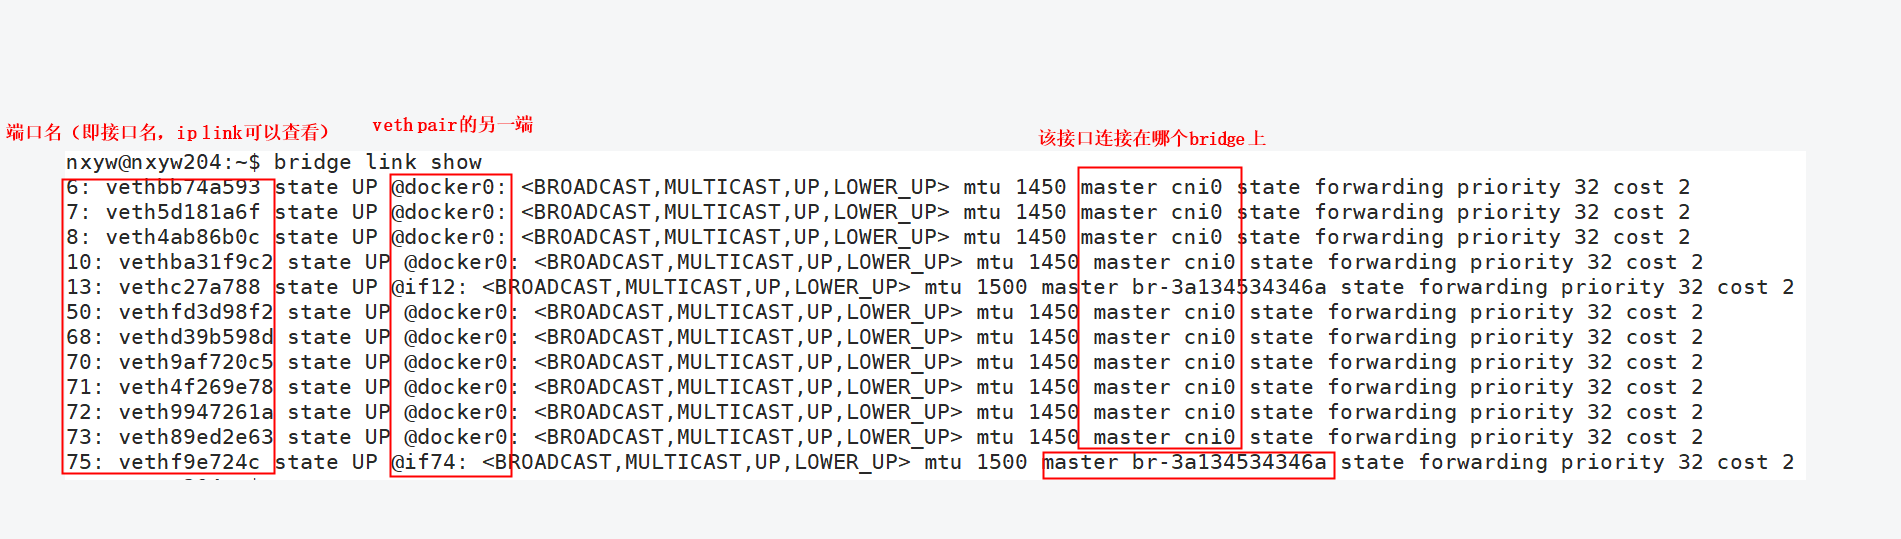 端口名（即接口名，ip link可以查看）
veth pair的另一端
该接口连接在哪个bridge上
nxyw@nxyw204:~$ bridge link show
6: vethbb74a593 state UP @docker0: <BROADCAST,MULTICAST,UP,LOWER_UP> mtu 1450 master cni0 state forwarding priority 32 cost 2
7: veth5d181a6f state UP @docker0: <BROADCAST,MULTICAST,UP,LOWER_UP> mtu 1450 master cni0 state forwarding priority 32 cost 2
8: veth4ab86b0c state UP @docker0: <BROADCAST,MULTICAST,UP,LOWER_UP> mtu 1450 master cni0 state forwarding priority 32 cost 2
10: vethba31f9c2 state UP @docker0: <BROADCAST,MULTICAST,UP,LOWER_UP> mtu 1450 master cni0 state forwarding priority 32 cost 2
13: vethc27a788 state UP @if12: <BROADCAST,MULTICAST,UP,LOWER_UP> mtu 1500 master br-3a134534346a state forwarding priority 32 cost 2
50: vethfd3d98f2 state UP @docker0: <BROADCAST,MULTICAST,UP,LOWER_UP> mtu 1450 master cni0 state forwarding priority 32 cost 2
68: vethd39b598d state UP @docker0: <BROADCAST,MULTICAST,UP,LOWER_UP> mtu 1450 master cni0 state forwarding priority 32 cost 2
70: veth9af720c5 state UP @docker0: <BROADCAST,MULTICAST,UP,LOWER_UP> mtu 1450 master cni0 state forwarding priority 32 cost 2
71: veth4f269e78 state UP @docker0: <BROADCAST,MULTICAST,UP,LOWER_UP> mtu 1450 master cni0 state forwarding priority 32 cost 2
72: veth9947261a state UP @docker0: <BROADCAST,MULTICAST,UP,LOWER_UP> mtu 1450 master cni0 state forwarding priority 32 cost 2
73: veth89ed2e63 state UP @docker0: <BROADCAST,MULTICAST,UP,LOWER_UP> mtu 1450 master cni0 state forwarding priority 32 cost 2
75: vethf9e724c state UP @if74: <BROADCAST,MULTICAST,UP,LOWER_UP> mtu 1500 master br-3a134534346a state forwarding priority 32 cost 2